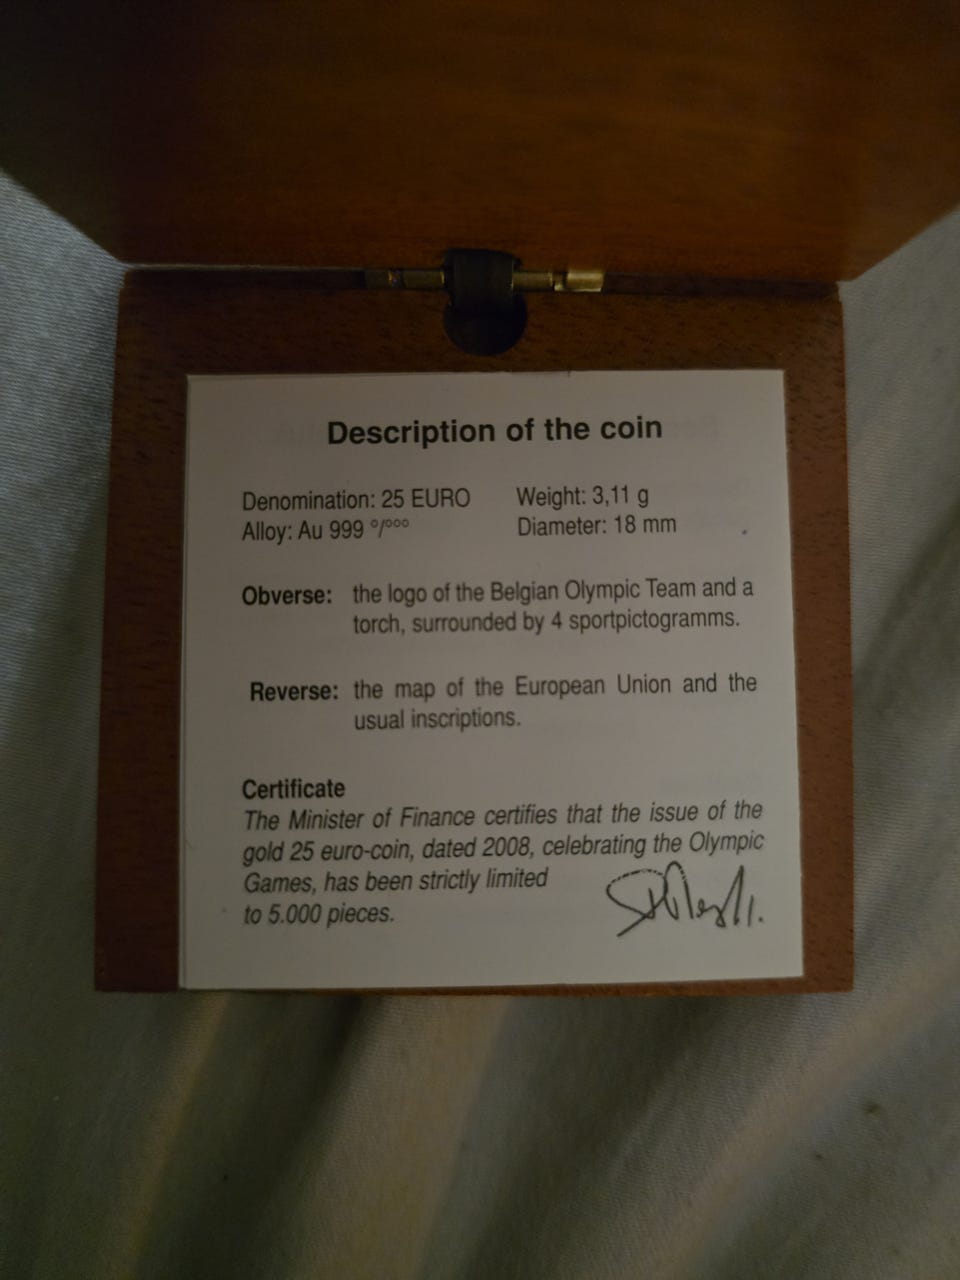 Description of the coin
Denomination: 25 EURO
Weight: 3,11 g
Alloy: Au 999 °/ººº
Diameter: 18 mm
Obverse: the logo of the Belgian Olympic Team and a
torch, surrounded by 4 sportpictogramms.
Reverse: the map of the European Union and the
usual inscriptions.
Certificate
The Minister of Finance certifies that the issue of the
gold 25 euro-coin, dated 2008, celebrating the Olympic
Games, has been strictly limited
to 5.000 pieces.